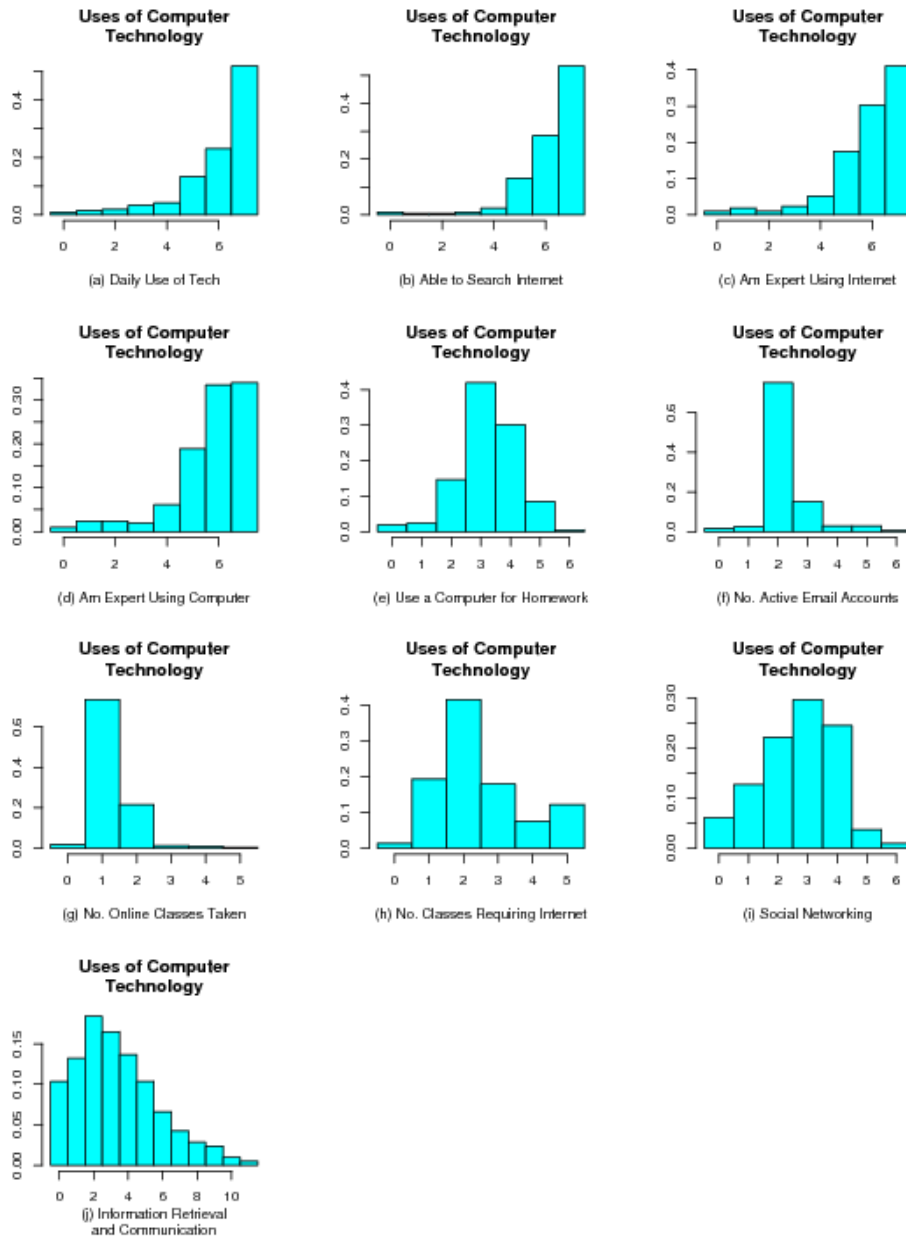 Uses of Computer
Technology
0.4
0.2
0.0
0 2 4 6
(a) Daily Use of Tech
Uses of Computer
Technology
0.4
0.2
0.0
0 2 4 6
(b) Able to Search Internet
Uses of Computer
Technology
0.4
0.3
0.2
0.1
0.0
0 2 4 6
(c) Am Expert Using Internet
Uses of Computer
Technology
0.30
0.20
0.10
0.00
0 2 4 6
(d) Am Expert Using Computer
Uses of Computer
Technology
0.4
0.3
0.2
0.1
0.0
0 1 2 3 4 5 6
(e) Use a Computer for Homework
Uses of Computer
Technology
0.6
0.4
0.2
0.0
0 1 2 3 4 5 6
(f) No. Active Email Accounts
Uses of Computer
Technology
0.6
0.4
0.2
0.0
0 1 2 3 4 5
(g) No. Online Classes Taken
Uses of Computer
Technology
0.4
0.3
0.2
0.1
0.0
0 1 2 3 4 5
(h) No. Classes Requiring Internet
Uses of Computer
Technology
0.30
0.20
0.10
0.00
0 1 2 3 4 5 6
(i) Social Networking
Uses of Computer
Technology
0.15
0.10
0.05
0.00
0 2 4 6 8 10
(j) Information Retrieval
and Communication